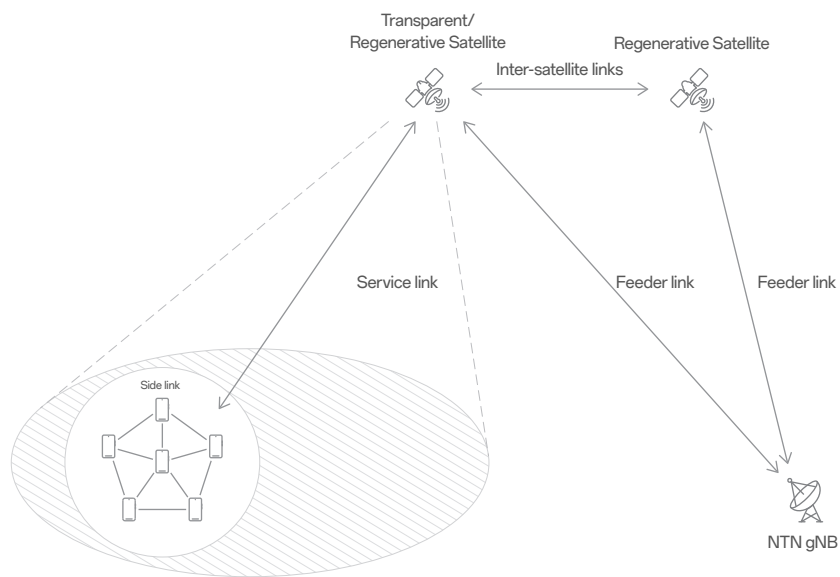 Transparent/
Regenerative Satellite
Regenerative Satellite
Inter-satellite links
Service link
Feeder link
Feeder link
Side link
NTN gNB